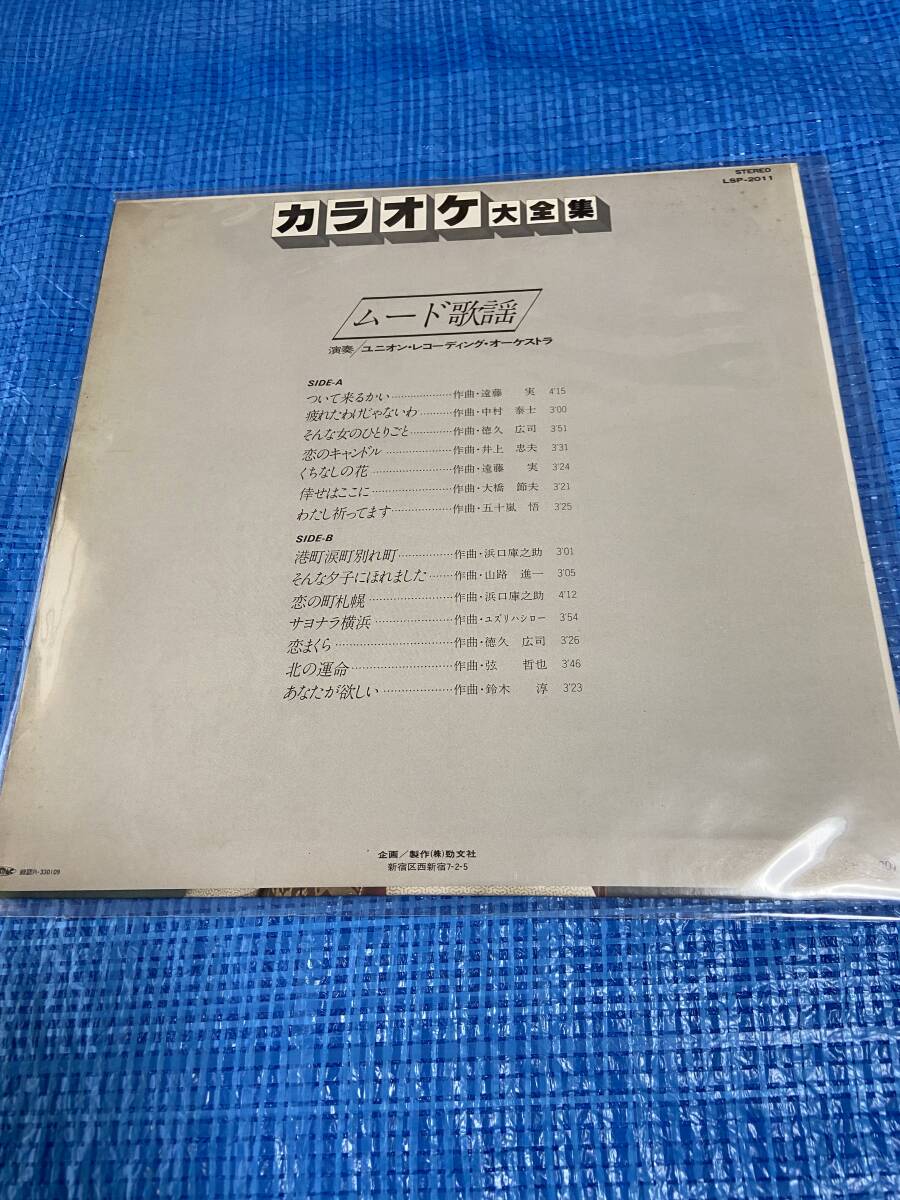 STEREO
LSP-2011
カラオケ大全集
ムード歌謡
演奏/ユニオン・レコーディング・オーケストラ
SIDE-A
ついて来るかい…………………作曲・遠藤 実 4'15
疲れたわけじゃないわ…………作曲・中村 泰士 3'00
そんな女のひとりごと……………作曲・徳久 広司 3'51
恋のキャンドル……………………作曲・井上 忠夫 3'31
くちなしの花………………………作曲・遠藤 実 3'24
倖せはここに………………………作曲・大橋 節夫 3'21
わたし祈ってます…………………作曲・五十嵐 悟 3'25
SIDE-B
港町涙町別れ町………………作曲・浜口庫之助 3'01
そんな夕子にほれました………作曲・山路 進一 3'05
恋の町札幌………………………作曲・浜口庫之助 4'12
サヨナラ横浜………………………作曲・ユズリハシロー 3'54
恋まくら……………………………作曲・徳久 広司 3'26
北の運命……………………………作曲・弦 哲也 3'46
あなたが欲しい…………………作曲・鈴木 淳 3'23
企画/製作(株)勁文社
新宿区西新宿7-2-5
R-330109